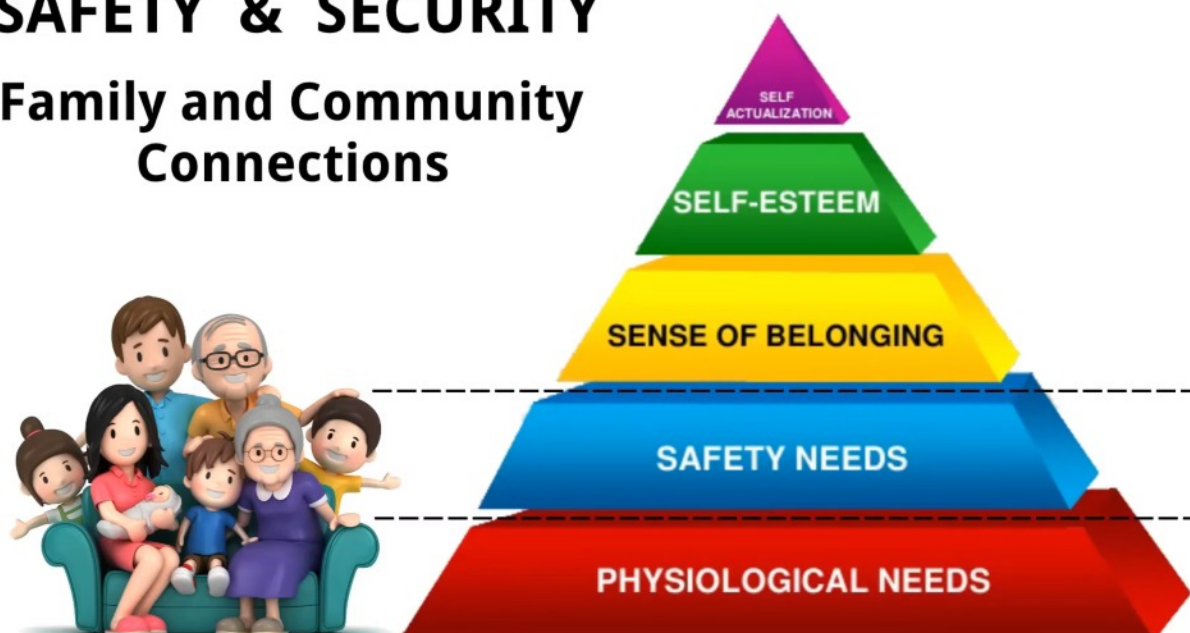 SAFETY & SECURITY
Family and Community
Connections
SELF
ACTUALIZATION
SELF-ESTEEM
SENSE OF BELONGING
SAFETY NEEDS
PHYSIOLOGICAL NEEDS